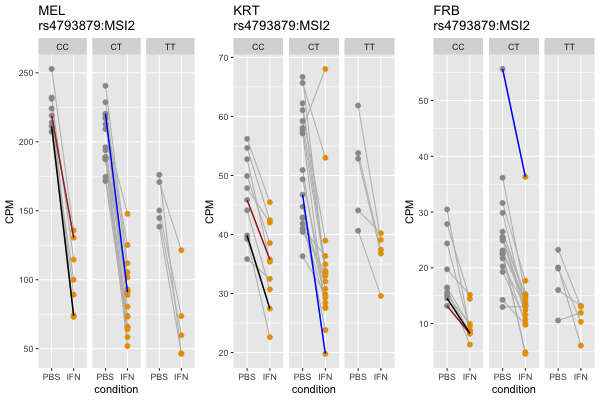 MEL
rs4793879:MSI2
CC CT TT
CPM
250
200
150
100
50
PBS IFN PBS IFN PBS IFN
condition
KRT
rs4793879:MSI2
CC CT TT
CPM
70
60
50
40
30
20
PBS IFN PBS IFN PBS IFN
condition
FRB
rs4793879:MSI2
CC CT TT
CPM
50
40
30
20
10
PBS IFN PBS IFN PBS IFN
condition